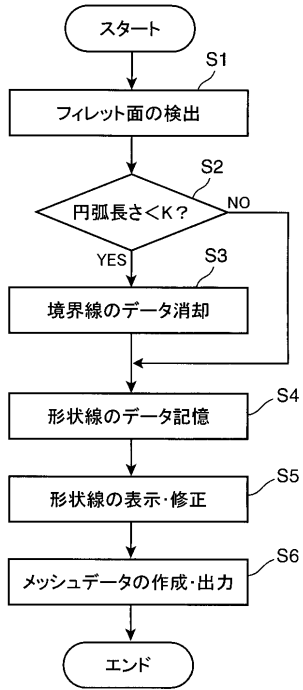 スタート
S1
フィレット面の検出
S2
円弧長さ<K?
NO
YES
S3
境界線のデータ消却
S4
形状線のデータ記憶
S5
形状線の表示・修正
S6
メッシュデータの作成・出力
エンド